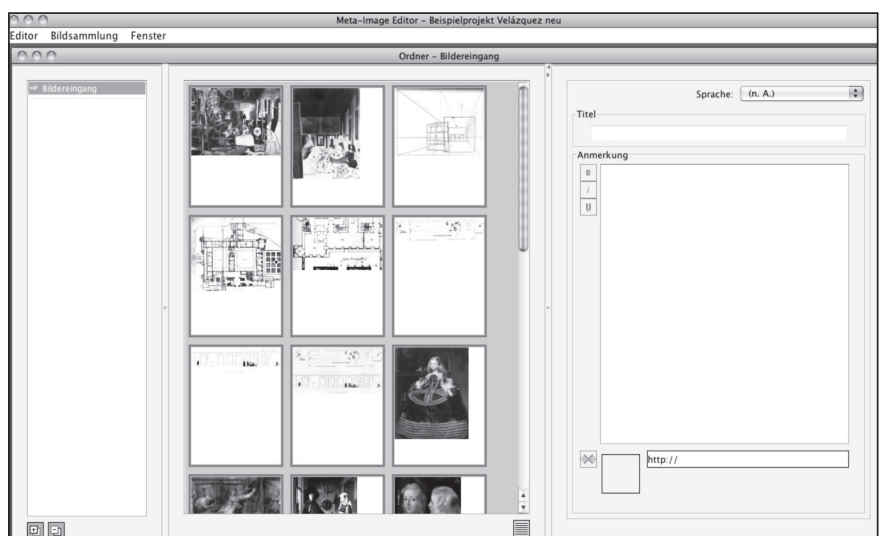 Meta-Image Editor – Beispielprojekt Velázquez neu
Editor Bildsammlung Fenster
Ordner – Bildereingang
⇒ Bildereingang
Sprache: (n. A.)
Titel
Anmerkung
B
I
U
http://